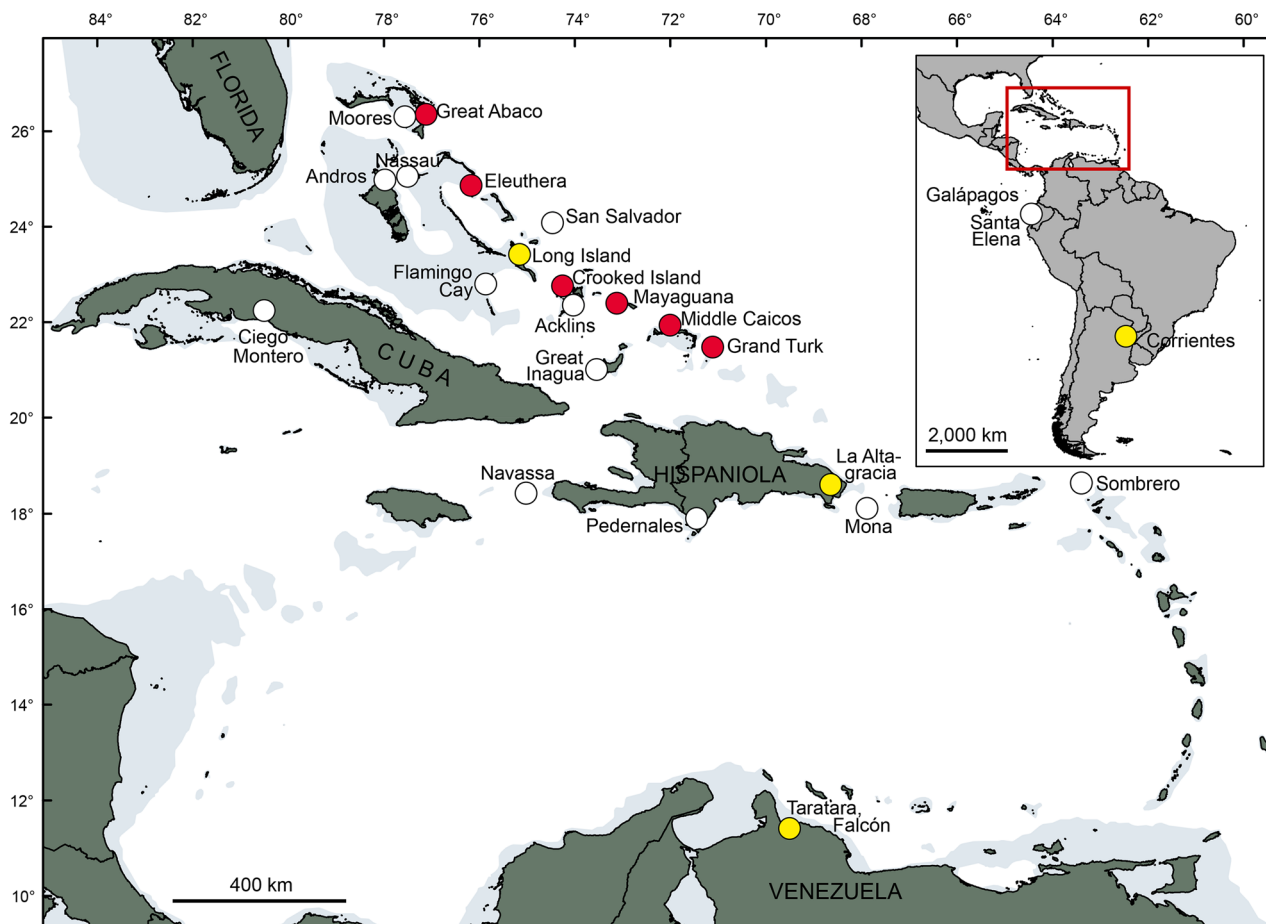 84° 82° 80° 78° 76° 74° 72° 70° 68° 66° 64° 62° 60°
FLORIDA
Moores
Great Abaco
26°
Nassau
Andros
Eleuthera
Galápagos
24°
San Salvador
Santa
Elena
Long Island
Flamingo
Cay
Crooked Island
Mayaguana
22°
Acklins
Middle Caicos
Ciego
Montero
Corrientes
Grand Turk
CUBA
Great
Inagua
20°
2,000 km
La Alta-
gracia
HISPANIOLA
Navassa
Sombrero
18°
Pedernales
Mona
16°
14°
12°
Taratara,
Falcón
400 km
VENEZUELA
10°